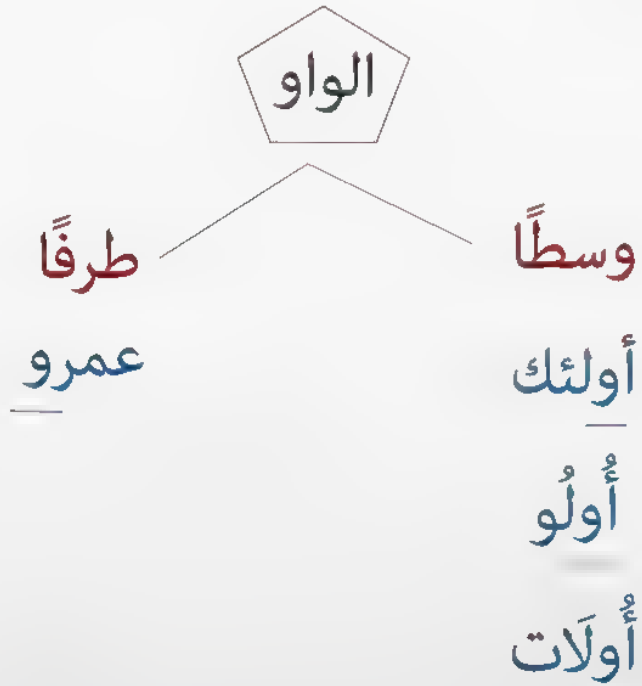 الواو
وسطًا
طرفًا
أولئك
عمرو
أُولُو
أُولَات